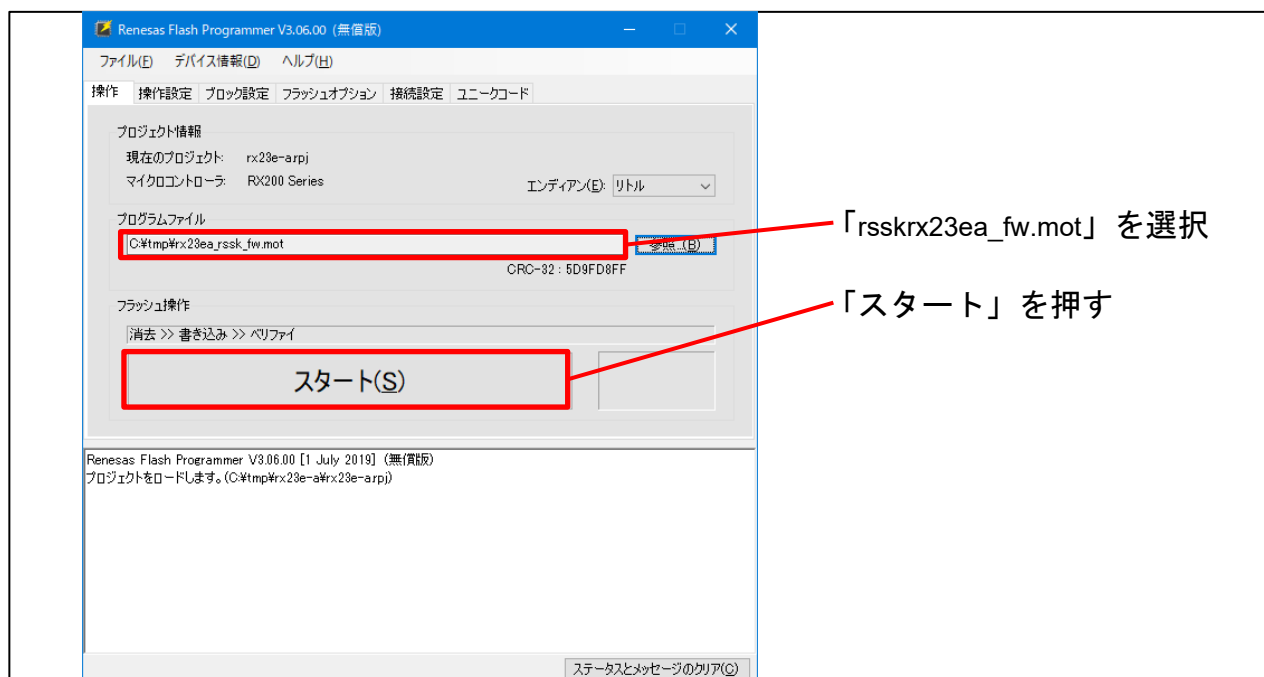 Renesas Flash Programmer V3.06.00 (無償版)
ファイル(F) デバイス情報(D) ヘルプ(H)
操作 操作設定 ブロック設定 フラッシュオプション 接続設定 ユニークコード
プロジェクト情報
現在のプロジェクト: rx23e-a.rpj
マイクロコントローラ: RX200 Series
エンディアン(E): リトル
プログラムファイル
C:¥tmp¥rx23ea_rssk_fw.mot
参照...(B)
「rsskrx23ea_fw.mot」を選択
CRC-32 : 5D9FD8FF
フラッシュ操作
「スタート」を押す
消去 >> 書き込み >> ベリファイ
スタート(S)
Renesas Flash Programmer V3.06.00 [1 July 2019] (無償版)
プロジェクトをロードします。(C:¥tmp¥rx23e-a¥rx23e-a.rpj)
ステータスとメッセージのクリア(C)